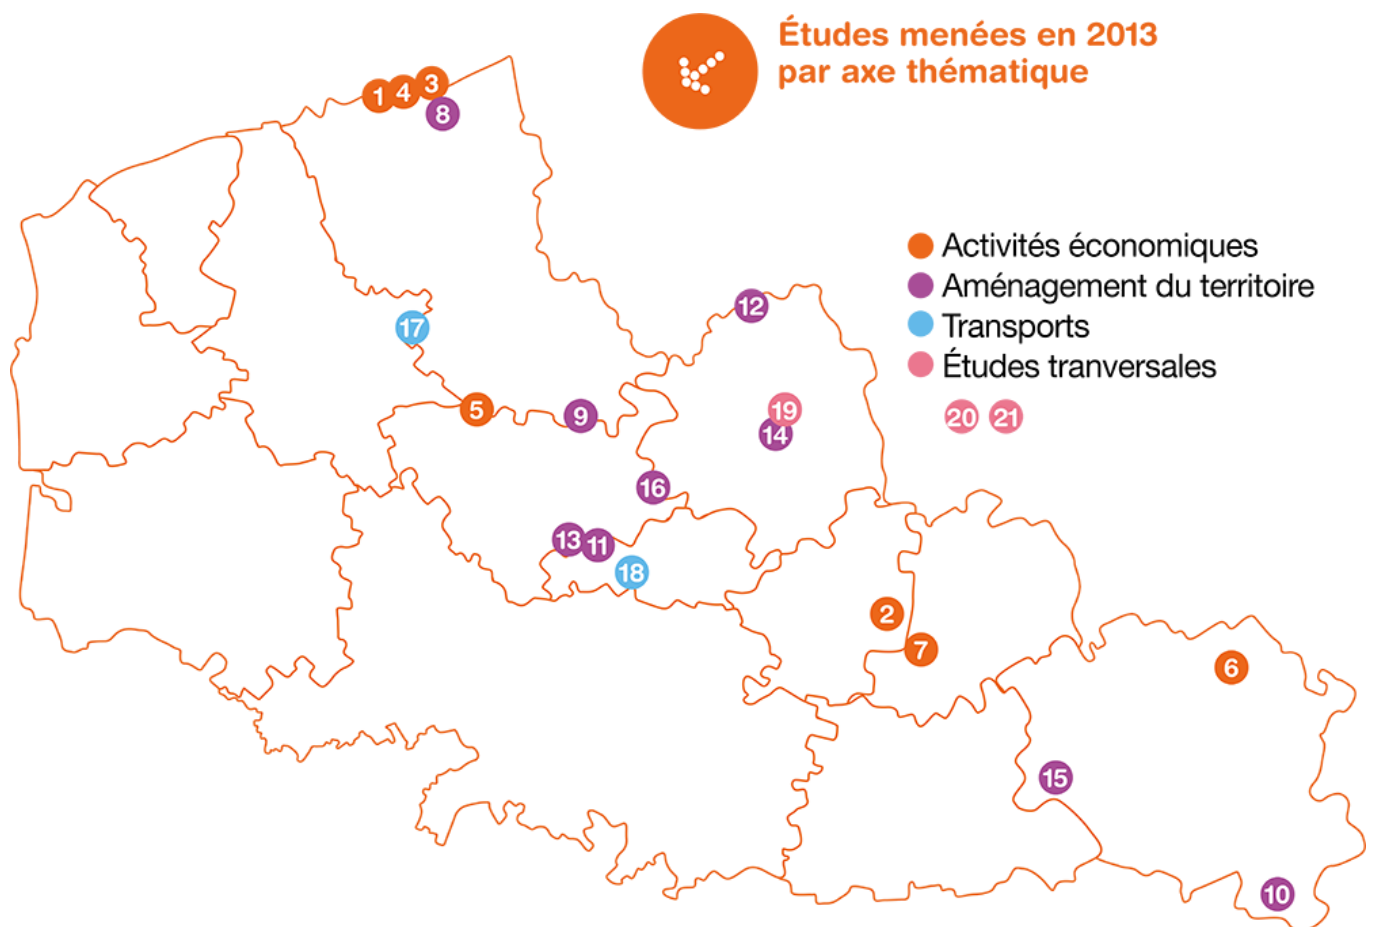 Études menées en 2013
par axe thématique
1 4 3
8
Activités économiques
Aménagement du territoire
12
Transports
17
Études tranversales
5
9
19
20 21
14
16
13 11
18
2
7
6
15
10